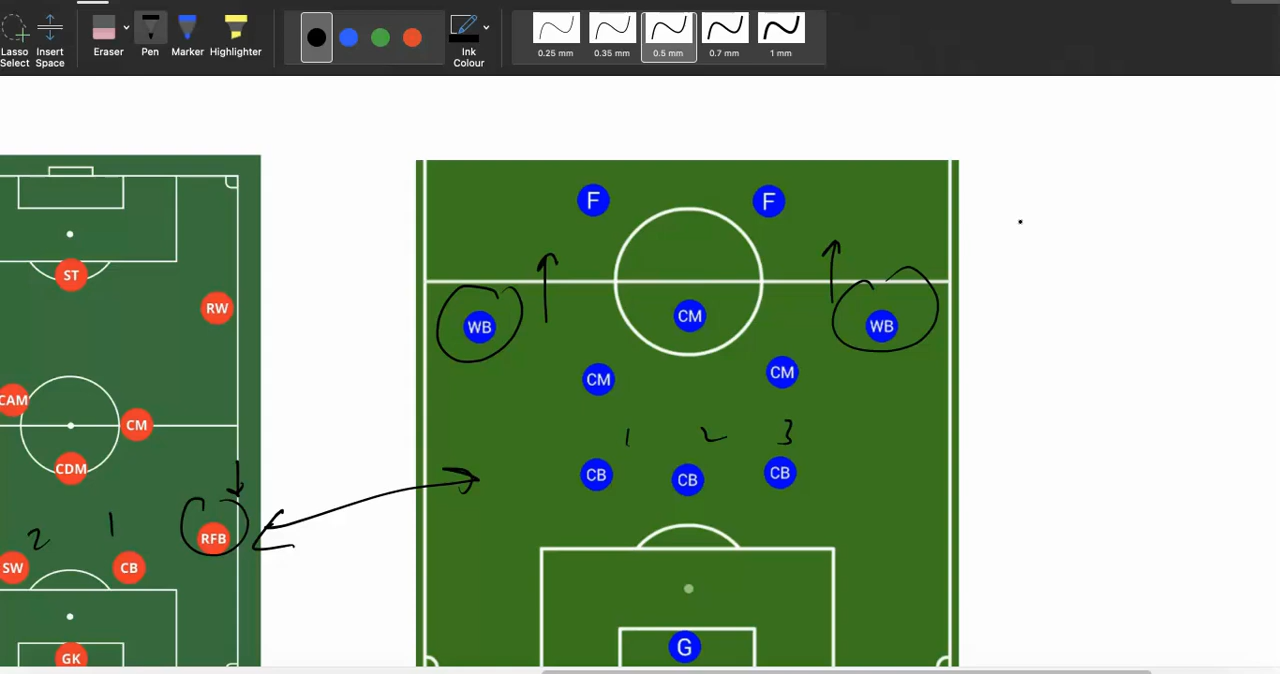 Lasso Select
Insert Space
Eraser
Pen
Marker
Highlighter
Ink Colour
0.25 mm
0.35 mm
0.5 mm
0.7 mm
1 mm
ST
RW
CAM
CM
CDM
2
1
RFB
SW
CB
GK
F
F
WB
CM
WB
CM
CM
1
2
3
CB
CB
CB
G